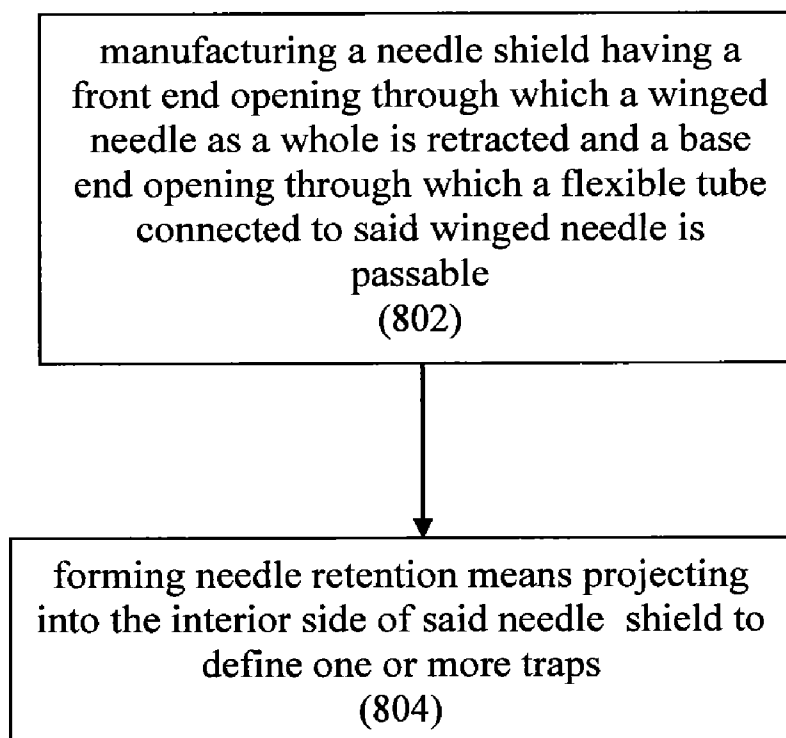 manufacturing a needle shield having a
front end opening through which a winged
needle as a whole is retracted and a base
end opening through which a flexible tube
connected to said winged needle is
passable
(802)
forming needle retention means projecting
into the interior side of said needle shield to
define one or more traps
(804)